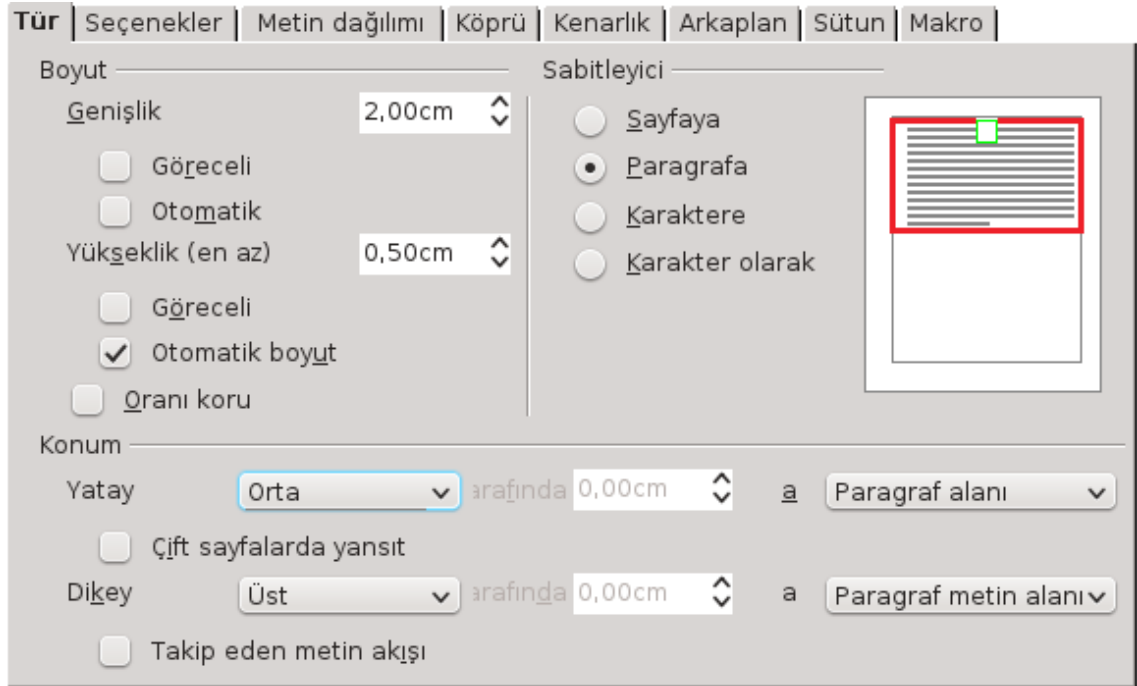 Tür Seçenekler Metin dağılımı Köprü Kenarlık Arkaplan Sütun Makro
Boyut
Genişlik 2,00cm
Göreceli
Otomatik
Yükseklik (en az) 0,50cm
Göreceli
Otomatik boyut
Oranı koru
Sabitleyici
Sayfaya
Paragrafa
Karaktere
Karakter olarak
Konum
Yatay Orta arafında 0,00cm a Paragraf alanı
Çift sayfalarda yansıt
Dikey Üst arafında 0,00cm a Paragraf metin alanı
Takip eden metin akışı